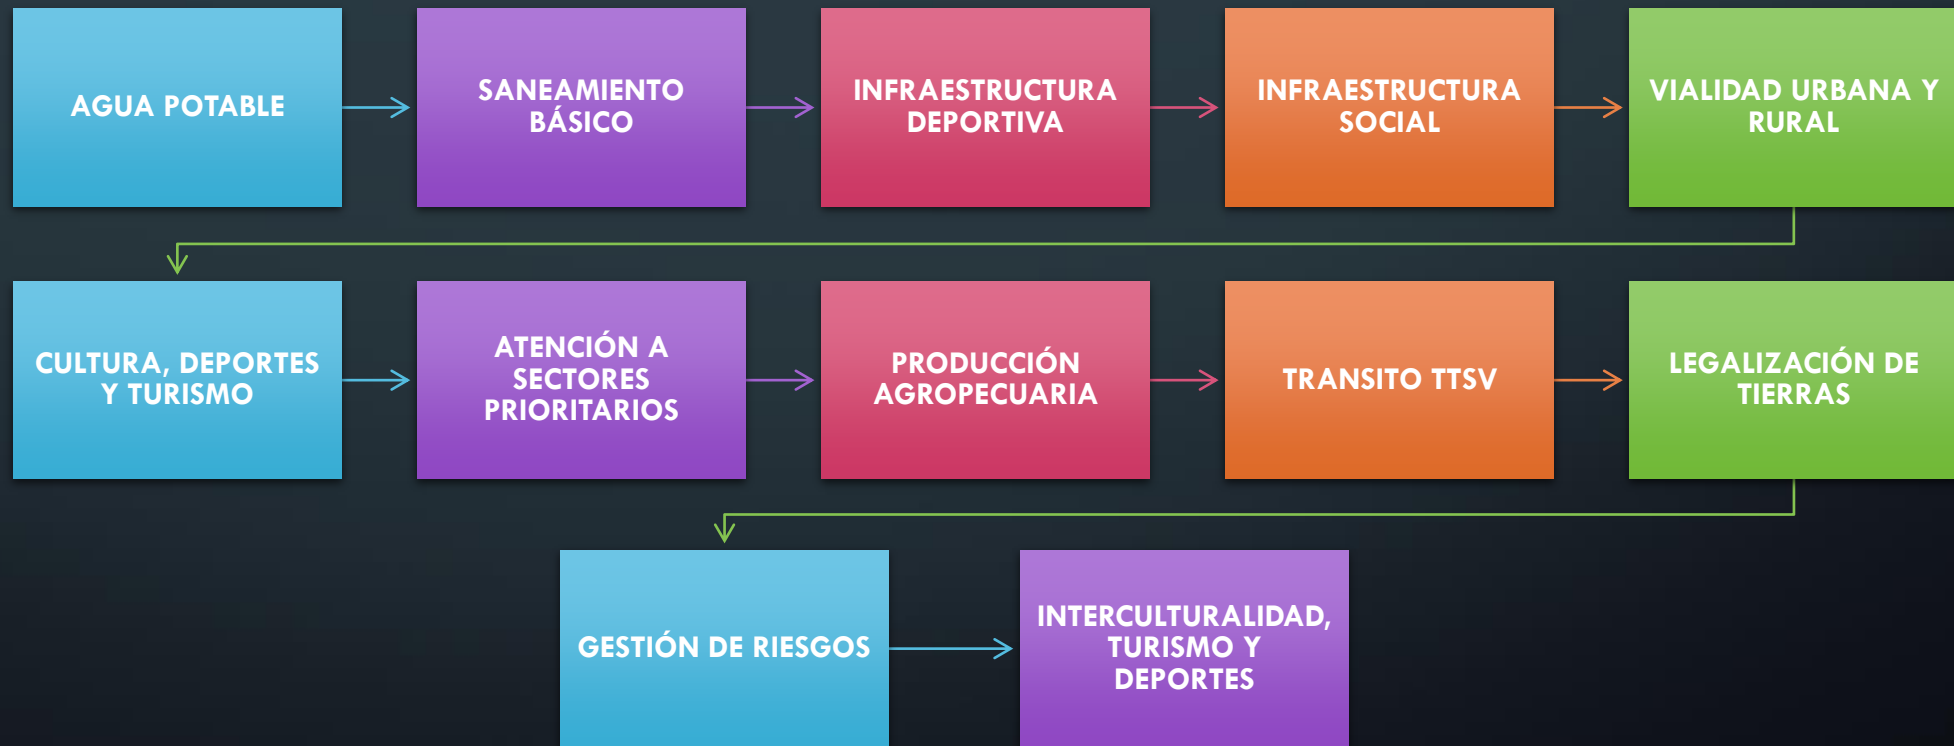 AGUA POTABLE
SANEAMIENTO
BÁSICO
INFRAESTRUCTURA
DEPORTIVA
INFRAESTRUCTURA
SOCIAL
VIALIDAD URBANA Y
RURAL
CULTURA, DEPORTES
Y TURISMO
ATENCIÓN A
SECTORES
PRIORITARIOS
PRODUCCIÓN
AGROPECUARIA
TRANSITO TTSV
LEGALIZACIÓN DE
TIERRAS
GESTIÓN DE RIESGOS
INTERCULTURALIDAD,
TURISMO Y
DEPORTES